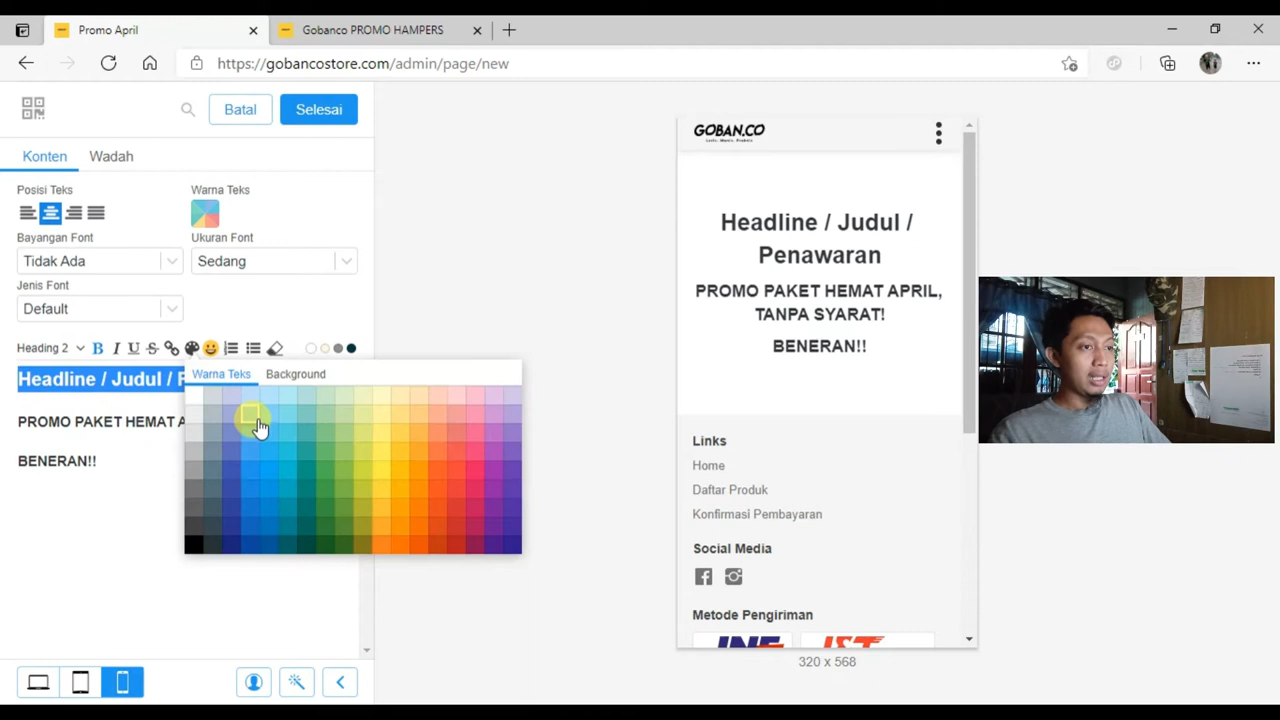 Promo April
Gobanco PROMO HAMPERS
https://gobancostore.com/admin/page/new
Batal
Selesai
Konten
Wadah
Posisi Teks
Warna Teks
Bayangan Font
Ukuran Font
Tidak Ada
Sedang
Jenis Font
Default
Heading 2
B
I
U
S
Headline / Judul / P
PROMO PAKET HEMAT A
BENERAN!!
Warna Teks
Background
GOBAN.CO
Headline / Judul /
Penawaran
PROMO PAKET HEMAT APRIL,
TANPA SYARAT!
BENERAN!!
Links
Home
Daftar Produk
Konfirmasi Pembayaran
Social Media
Metode Pengiriman
JNE
J&T
320 x 568